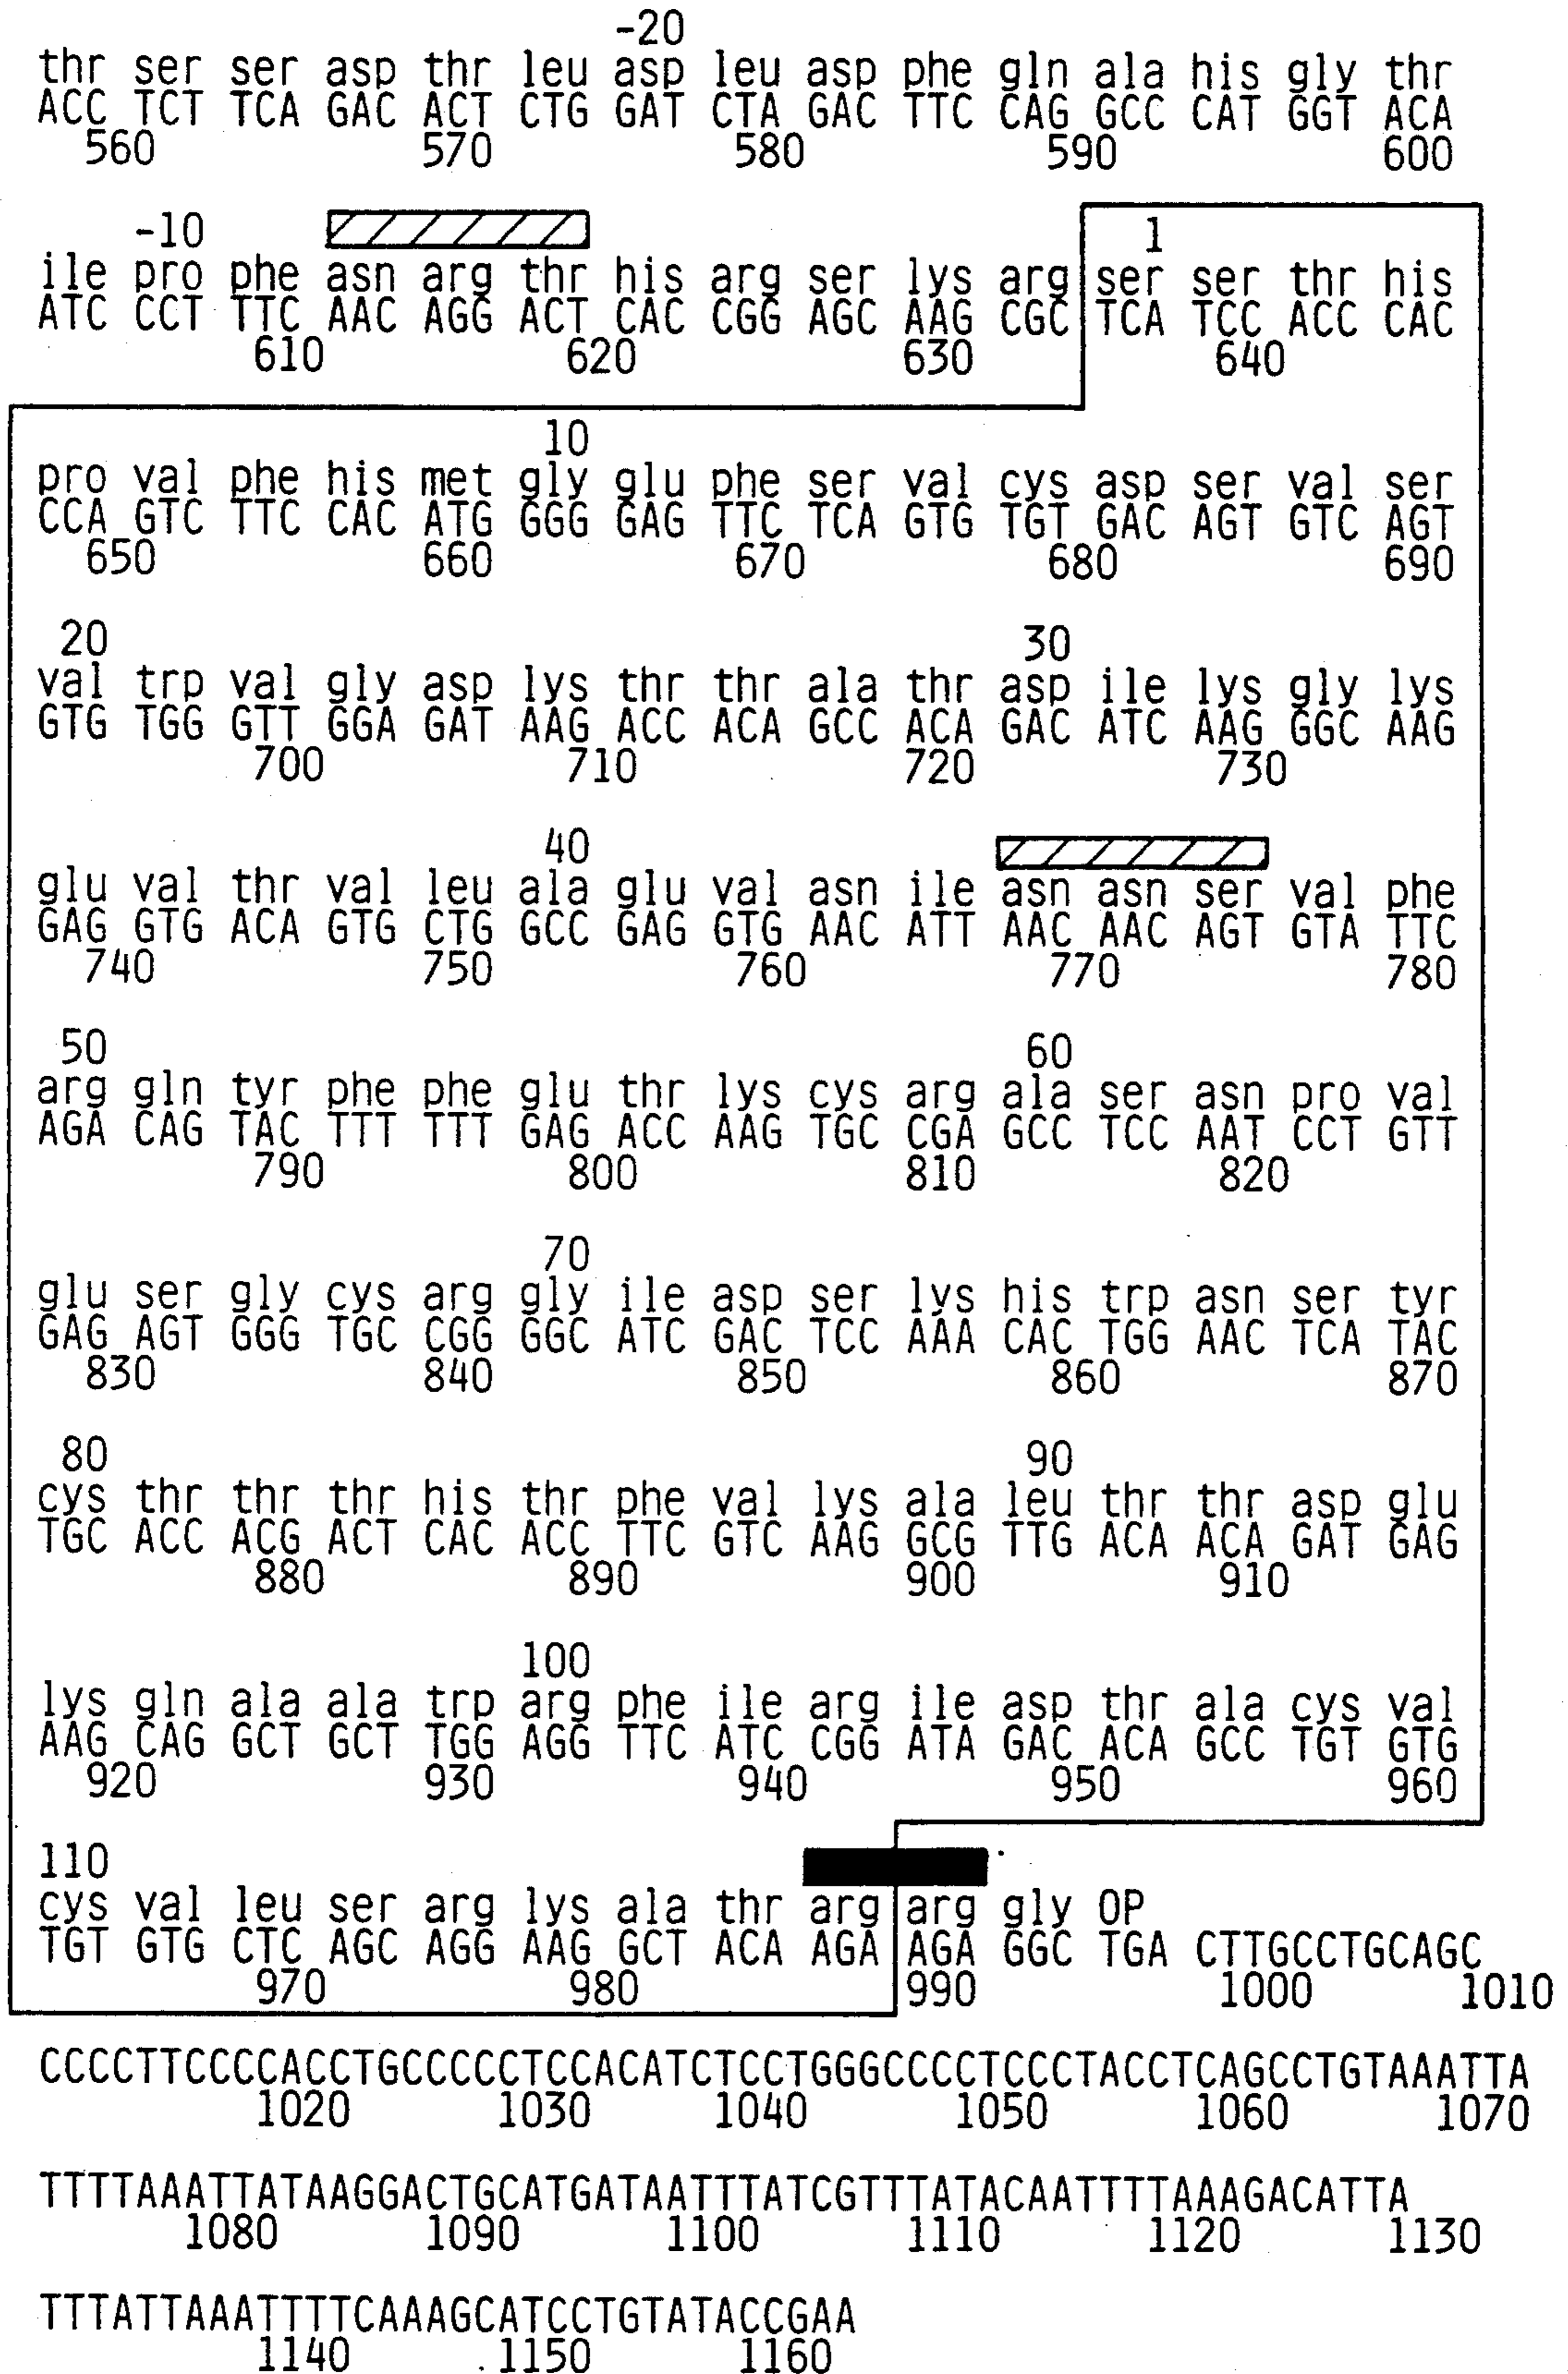 -20
thr ser ser asp thr leu asp leu asp phe gln ala his gly thr
ACC TCT TCA GAC ACT CTG GAT CTA GAC TTC CAG GCC CAT GGT ACA
560 570 580 590 600
-10 1
ile pro phe asn arg thr his arg ser lys arg ser ser thr his
ATC CCT TTC AAC AGG ACT CAC CGG AGC AAG CGC TCA TCC ACC CAC
610 620 630 640
10
pro val phe his met gly glu phe ser val cys asp ser val ser
CCA GTC TTC CAC ATG GGG GAG TTC TCA GTG TGT GAC AGT GTC AGT
650 660 670 680 690
20 30
val trp val gly asp lys thr thr ala thr asp ile lys gly lys
GTG TGG GTT GGA GAT AAG ACC ACA GCC ACA GAC ATC AAG GGC AAG
700 710 720 730
40
glu val thr val leu ala glu val asn ile asn asn ser val phe
GAG GTG ACA GTG CTG GCC GAG GTG AAC ATT AAC AAC AGT GTA TTC
740 750 760 770 780
50 60
arg gln tyr phe phe glu thr lys cys arg ala ser asn pro val
AGA CAG TAC TTT TTT GAG ACC AAG TGC CGA GCC TCC AAT CCT GTT
790 800 810 820
70
glu ser gly cys arg gly ile asp ser lys his trp asn ser tyr
GAG AGT GGG TGC CGG GGC ATC GAC TCC AAA CAC TGG AAC TCA TAC
830 840 850 860 870
80 90
cys thr thr thr his thr phe val lys ala leu thr thr asp glu
TGC ACC ACG ACT CAC ACC TTC GTC AAG GCG TTG ACA ACA GAT GAG
880 890 900 910
100
lys gln ala ala trp arg phe ile arg ile asp thr ala cys val
AAG CAG GCT GCT TGG AGG TTC ATC CGG ATA GAC ACA GCC TGT GTG
920 930 940 950 960
110
cys val leu ser arg lys ala thr arg arg gly OP
TGT GTG CTC AGC AGG AAG GCT ACA AGA AGA GGC TGA CTTGCCTGCAGC
970 980 990 1000 1010
CCCCTTCCCCACCTGCCCCCTCCACATCTCCTGGGCCCCTCCCTACCTCAGCCTGTAAATTA
1020 1030 1040 1050 1060 1070
TTTTAAATTATAAGGACTGCATGATAATTTATCGTTTATACAATTTTAAAGACATTA
1080 1090 1100 1110 1120 1130
TTTATTAAATTTTCAAAGCATCCTGTATACCGAA
1140 1150 1160